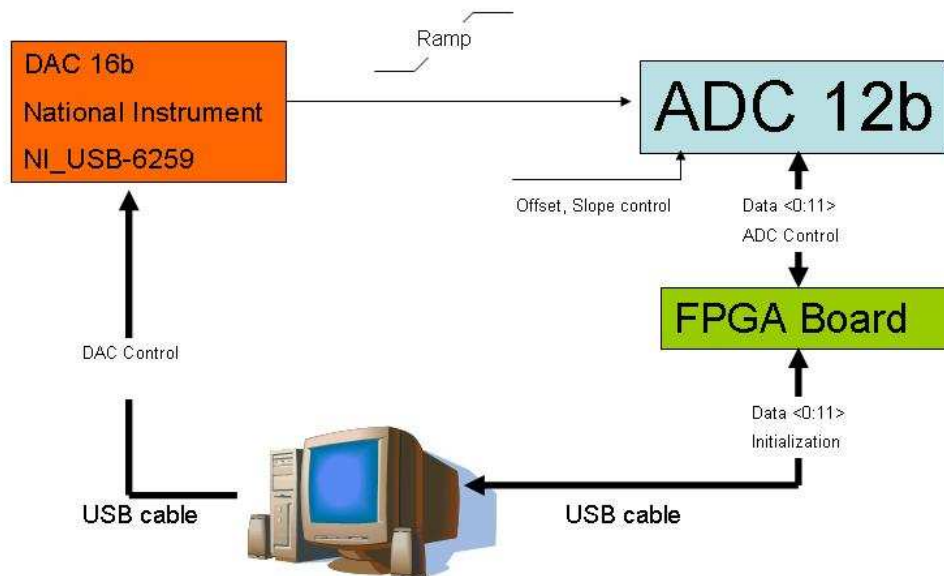 Ramp
DAC 16b
National Instrument
NI_USB-6259
ADC 12b
Offset, Slope control
Data <0:11>
ADC Control
FPGA Board
DAC Control
Data <0:11>
Initialization
USB cable
USB cable